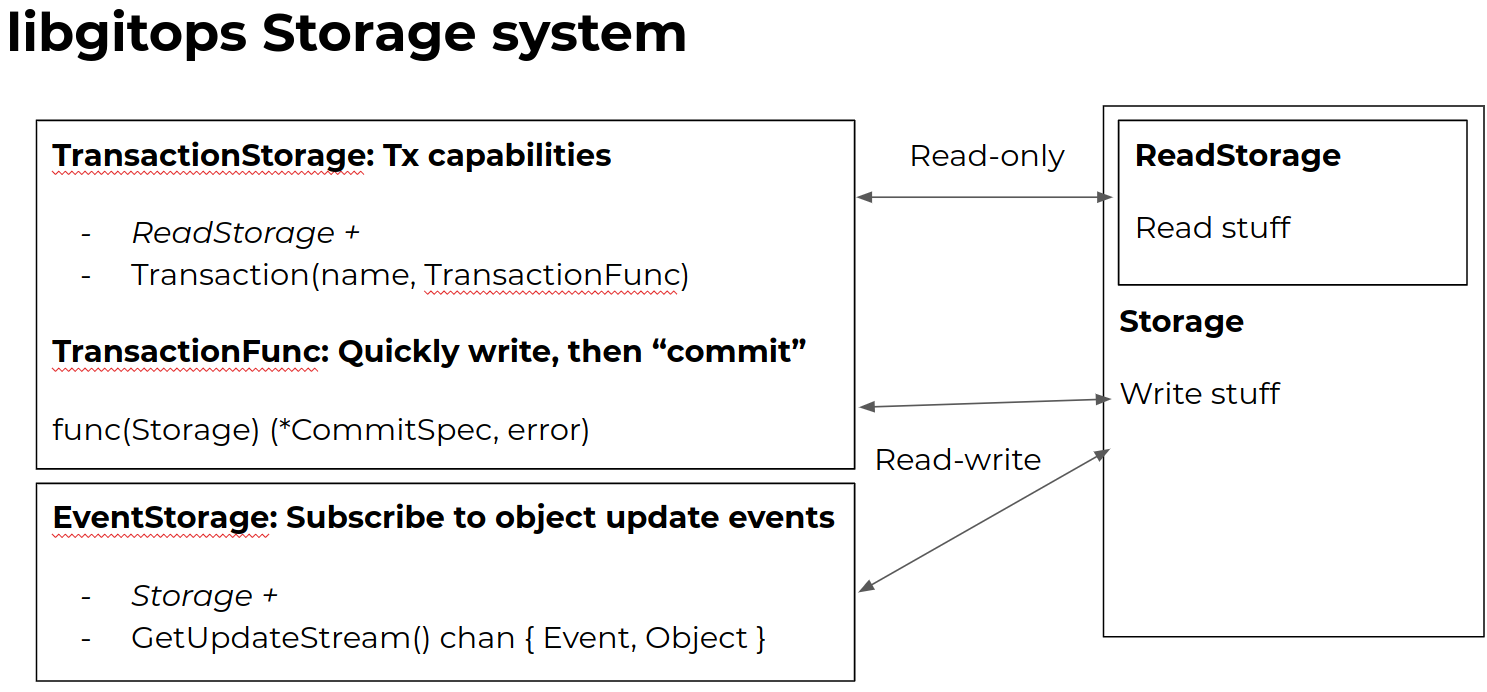 libgitops Storage system
TransactionStorage: Tx capabilities
- ReadStorage +
- Transaction(name, TransactionFunc)
TransactionFunc: Quickly write, then “commit”
func(Storage) (*CommitSpec, error)
EventStorage: Subscribe to object update events
- Storage +
- GetUpdateStream() chan { Event, Object }
Read-only
Read-write
ReadStorage
Read stuff
Storage
Write stuff